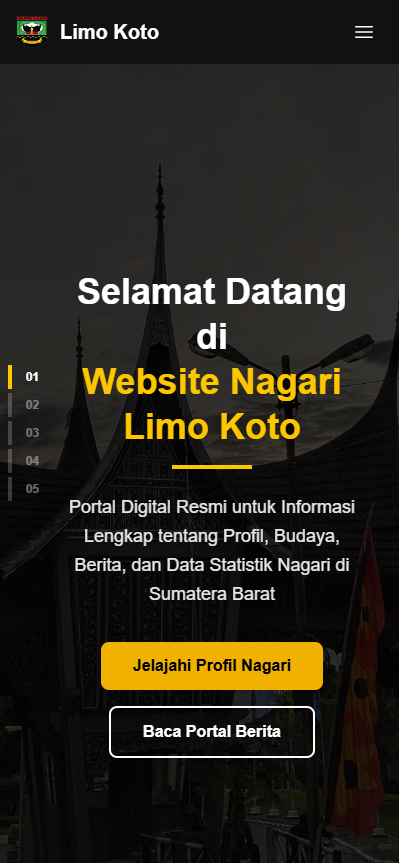 Limo Koto
Selamat Datang
di
Website Nagari
Limo Koto
01
02
03
04
05
Portal Digital Resmi untuk Informasi
Lengkap tentang Profil, Budaya,
Berita, dan Data Statistik Nagari di
Sumatera Barat
Jelajahi Profil Nagari
Baca Portal Berita